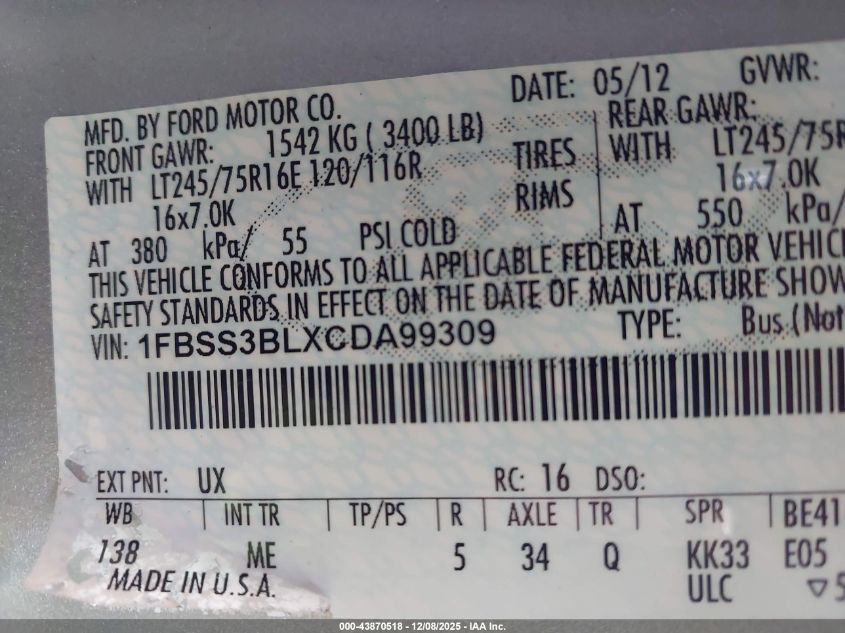 DATE: 05/12 GVWR:
MFD. BY FORD MOTOR CO.
FRONT GAWR: 1542 KG ( 3400 LB) REAR GAWR:
WITH LT245/75R16E 120/116R TIRES WITH LT245/75R
16x7.0K RIMS 16x7.0K
AT 380 kPa/ 55 PSI COLD AT 550 kPa/
THIS VEHICLE CONFORMS TO ALL APPLICABLE FEDERAL MOTOR VEHIC
SAFETY STANDARDS IN EFFECT ON THE DATE OF MANUFACTURE SHOW
VIN: 1FBSS3BLXCDA99309 TYPE: Bus (Not
EXT PNT: UX RC: 16 DSO:
WB INT TR TP/PS R AXLE TR SPR BE41
138 ME 5 34 Q KK33 E05
MADE IN U.S.A. ULC ▽5
000-43870518 - 12/08/2025 - IAA Inc.